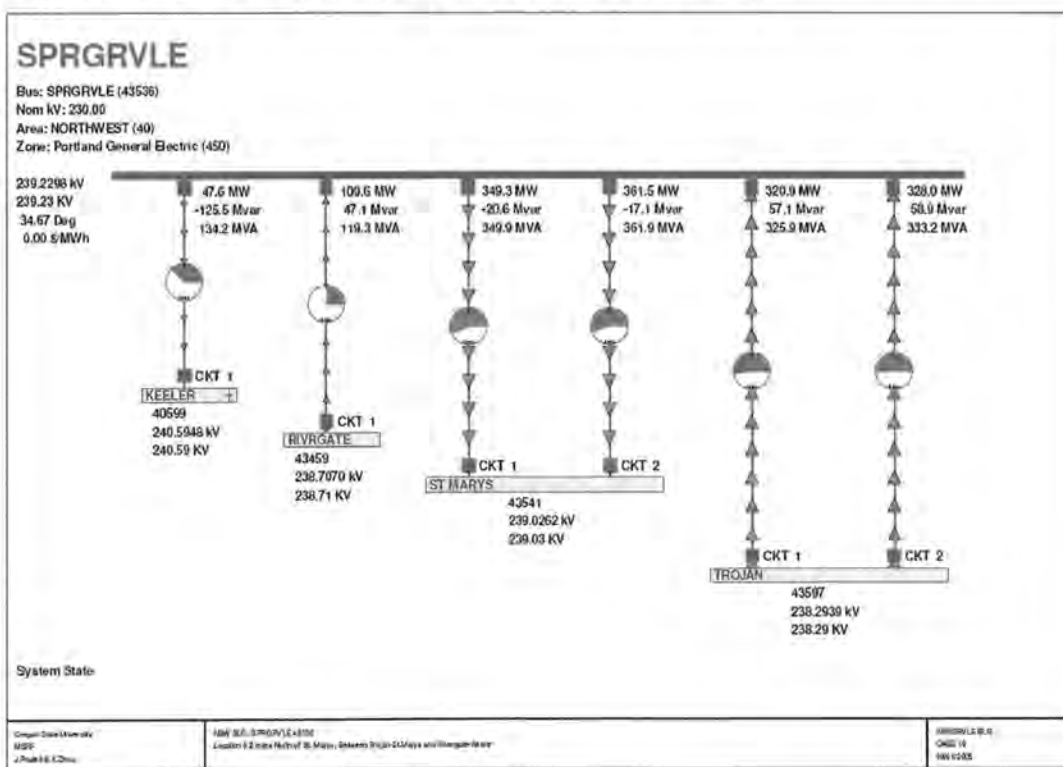 SPRGRVLE
Bus: SPRGRVLE (43536)
Nom kV: 230.00
Area: NORTHWEST (40)
Zone: Portland General Electric (450)
239.2298 kV
239.23 KV
34.67 Deg
0.00 $/MWh
47.6 MW
-125.5 Mvar
134.2 MVA
109.6 MW
47.1 Mvar
119.3 MVA
349.3 MW
-20.6 Mvar
349.9 MVA
361.5 MW
-17.1 Mvar
361.9 MVA
320.9 MW
57.1 Mvar
325.9 MVA
328.0 MW
58.9 Mvar
333.2 MVA
CKT 1
KEELER
40599
240.5948 kV
240.59 KV
CKT 1
RIVRGATE
43459
238.7070 kV
238.71 KV
CKT 1
CKT 2
ST MARYS
43541
239.0262 kV
239.03 KV
CKT 1
CKT 2
TROJAN
43597
238.2939 kV
238.29 KV
System State
Oregon State University